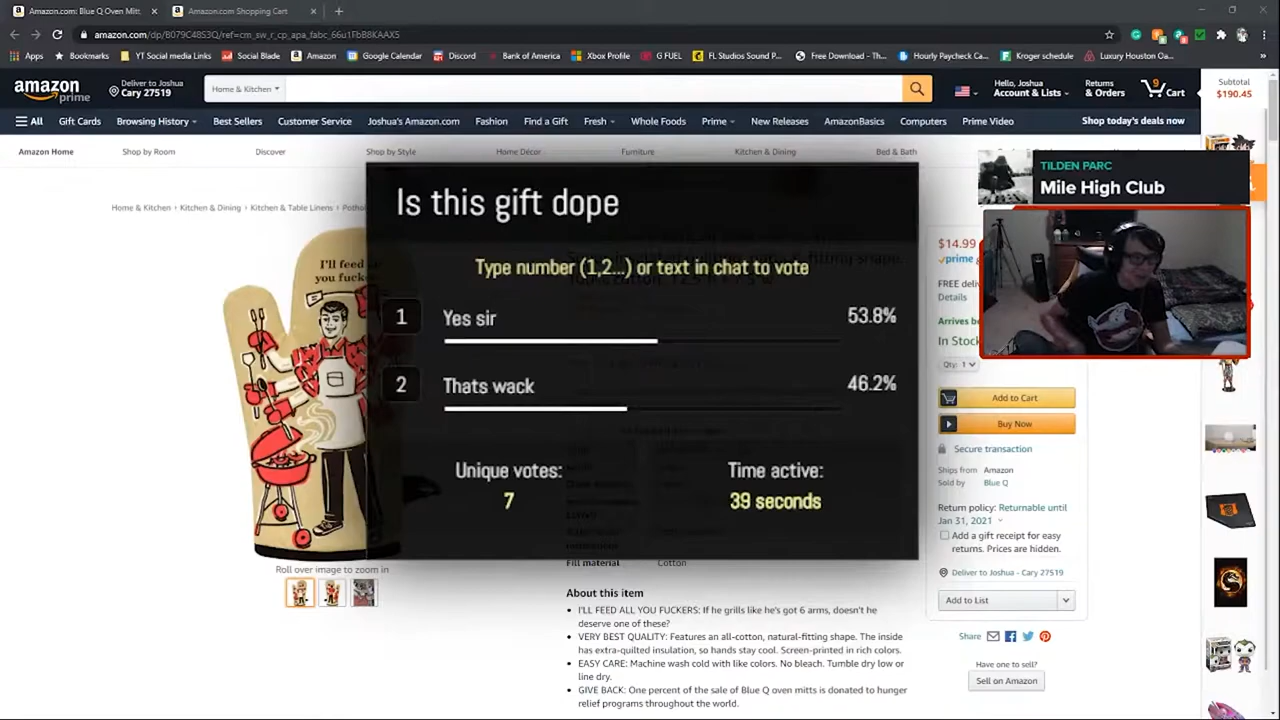 Amazon.com: Blue Q Oven Mitt,
Amazon.com Shopping Cart
amazon.com/dp/B079C48S3Q/ref=cm_sw_r_cp_apa_fabc_66u1FbB8KAAX5
Apps
Bookmarks
YT Social media Links
Social Blade
Amazon
Google Calendar
Discord
Bank of America
Xbox Profile
G FUEL
FL Studios Sound P...
Free Download - Th...
Hourly Paycheck Ca...
Kroger schedule
Luxury Houston Oa...
amazon prime
Deliver to Joshua
Cary 27519
Home & Kitchen
Hello, Joshua
Account & Lists
Returns
& Orders
9
Cart
Subtotal
$190.45
All
Gift Cards
Browsing History
Best Sellers
Customer Service
Joshua's Amazon.com
Fashion
Find a Gift
Fresh
Whole Foods
Prime
New Releases
AmazonBasics
Computers
Prime Video
Shop today's deals now
Amazon Home
Shop by Room
Discover
Shop by Style
Home Décor
Furniture
Kitchen & Dining
Bed & Bath
Home & Kitchen › Kitchen & Dining › Kitchen & Table Linens ›
TILDEN PARC
Mile High Club
Is this gift dope
Type number (1,2...) or text in chat to vote
1
Yes sir
53.8%
2
Thats wack
46.2%
Unique votes:
7
Time active:
39 seconds
I'll feed
you
$14.99
prime
FREE
Details
Arrives
In Stock
Qty: 1
Add to Cart
Buy Now
Secure transaction
Ships from Amazon
Sold by Blue Q
Return policy: Returnable until
Jan 31, 2021
Add a gift receipt for easy
returns. Prices are hidden.
Deliver to Joshua - Cary 27519
Add to List
Share
Have one to sell?
Sell on Amazon
Roll over image to zoom in
Fill material Cotton
About this item
• I'LL FEED ALL YOU FUCKERS: If he grills like he's got 6 arms, doesn't he
deserve one of these?
• VERY BEST QUALITY: Features an all-cotton, natural-fitting shape. The inside
has extra-quilted insulation, so hands stay cool. Screen-printed in rich colors.
• EASY CARE: Machine wash cold with like colors. No bleach. Tumble dry low or
line dry.
• GIVE BACK: One percent of the sale of Blue Q oven mitts is donated to hunger
relief programs throughout the world.